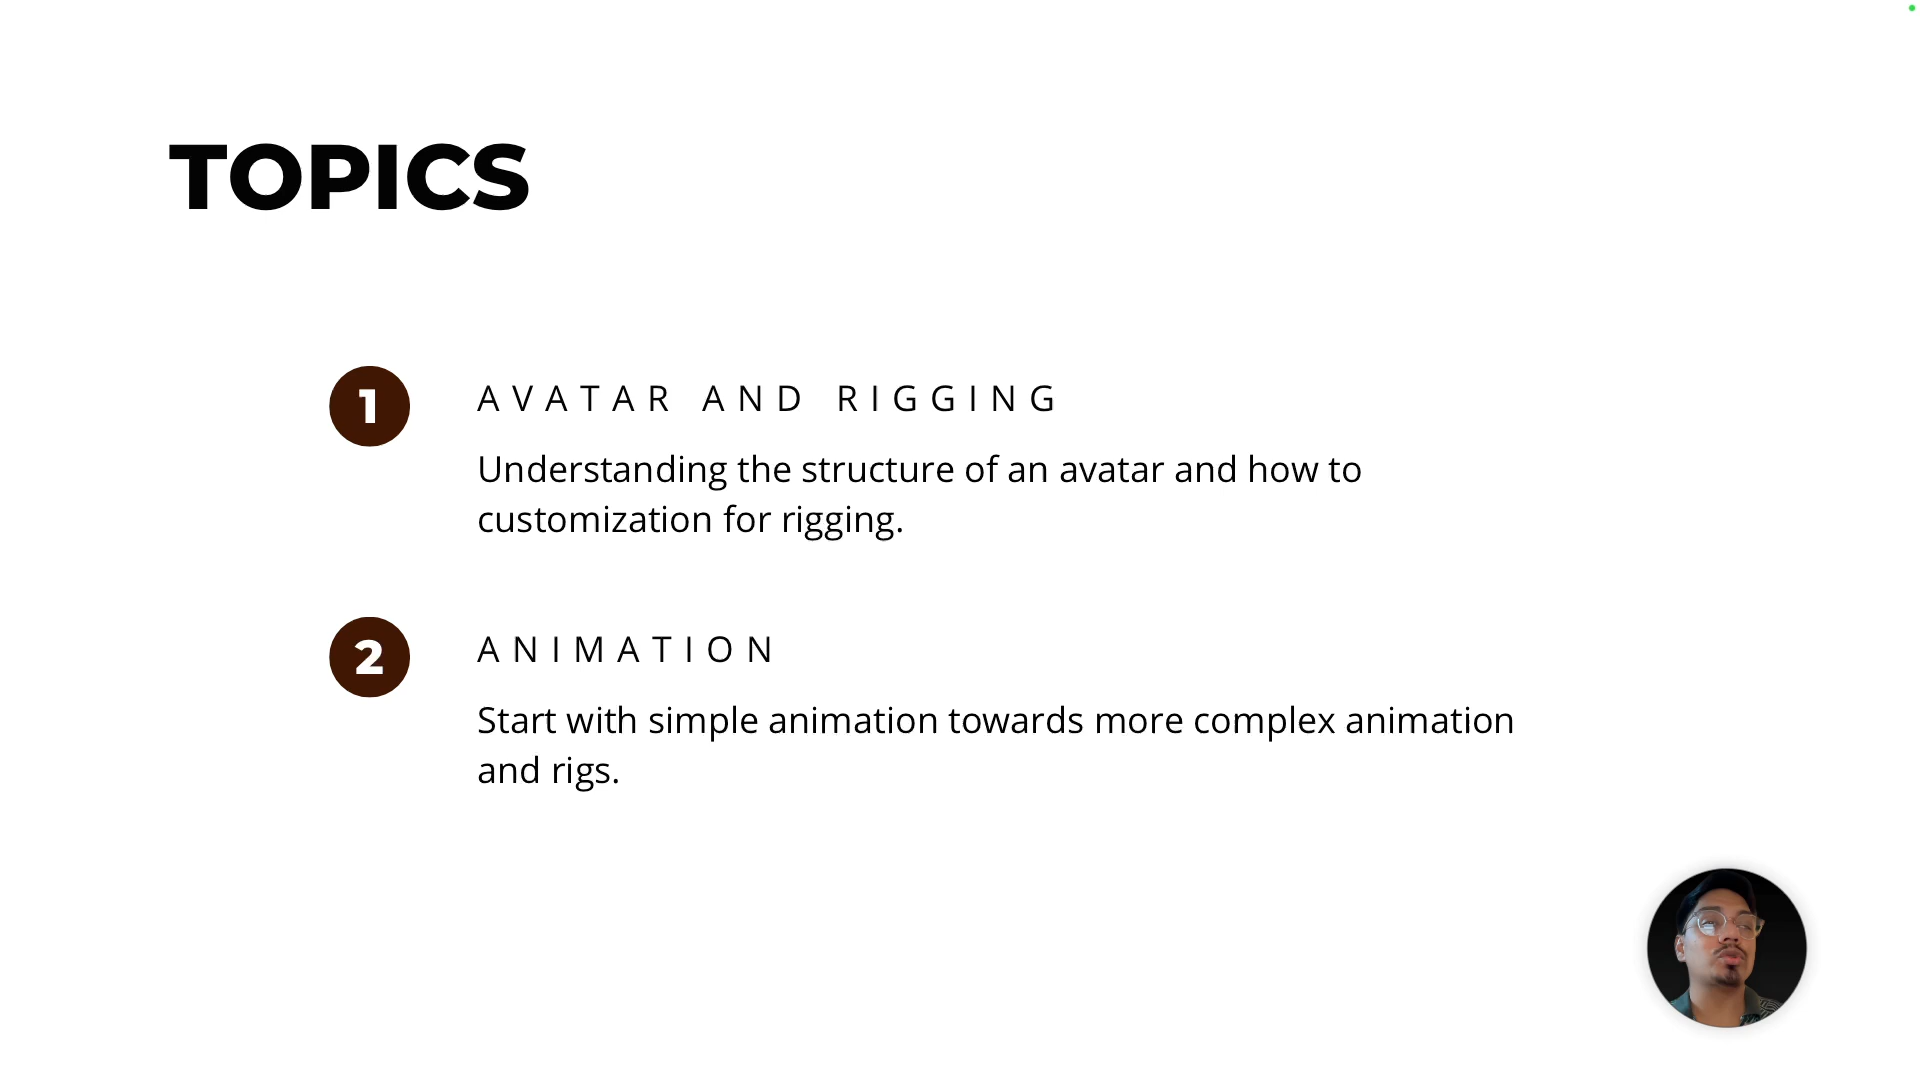 TOPICS
1
AVATAR AND RIGGING
Understanding the structure of an avatar and how to
customization for rigging.
2
ANIMATION
Start with simple animation towards more complex animation
and rigs.